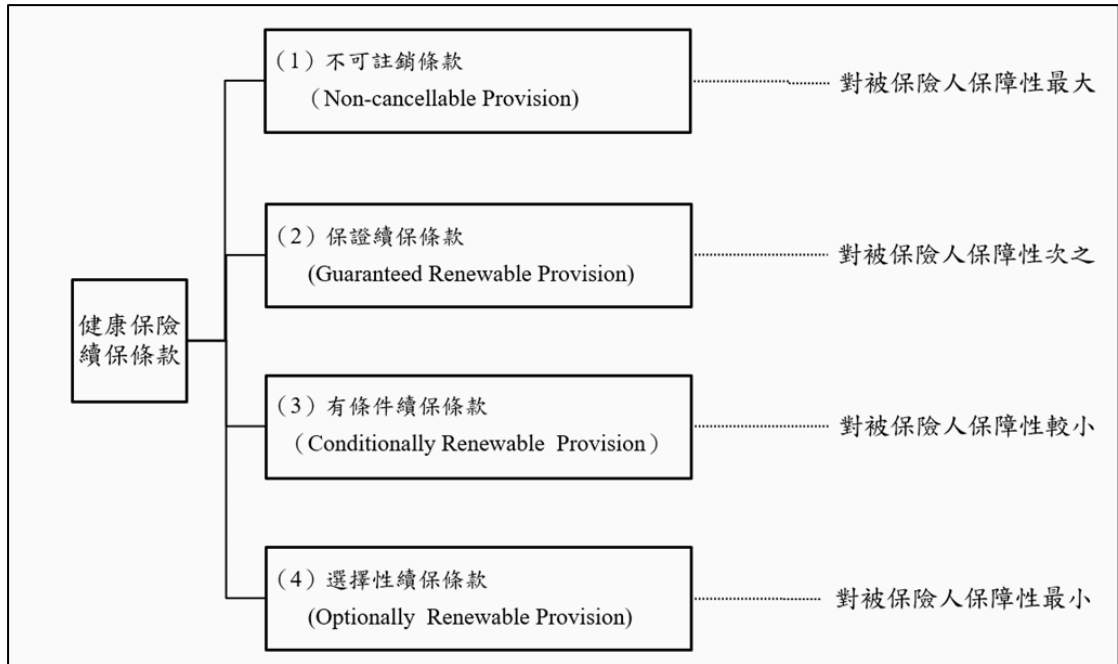 (1) 不可註銷條款
(Non-cancellable Provision)
對被保險人保障性最大
(2) 保證續保條款
(Guaranteed Renewable Provision)
對被保險人保障性次之
健康保險
續保條款
(3) 有條件續保條款
(Conditionally Renewable Provision)
對被保險人保障性較小
(4) 選擇性續保條款
(Optionally Renewable Provision)
對被保險人保障性最小